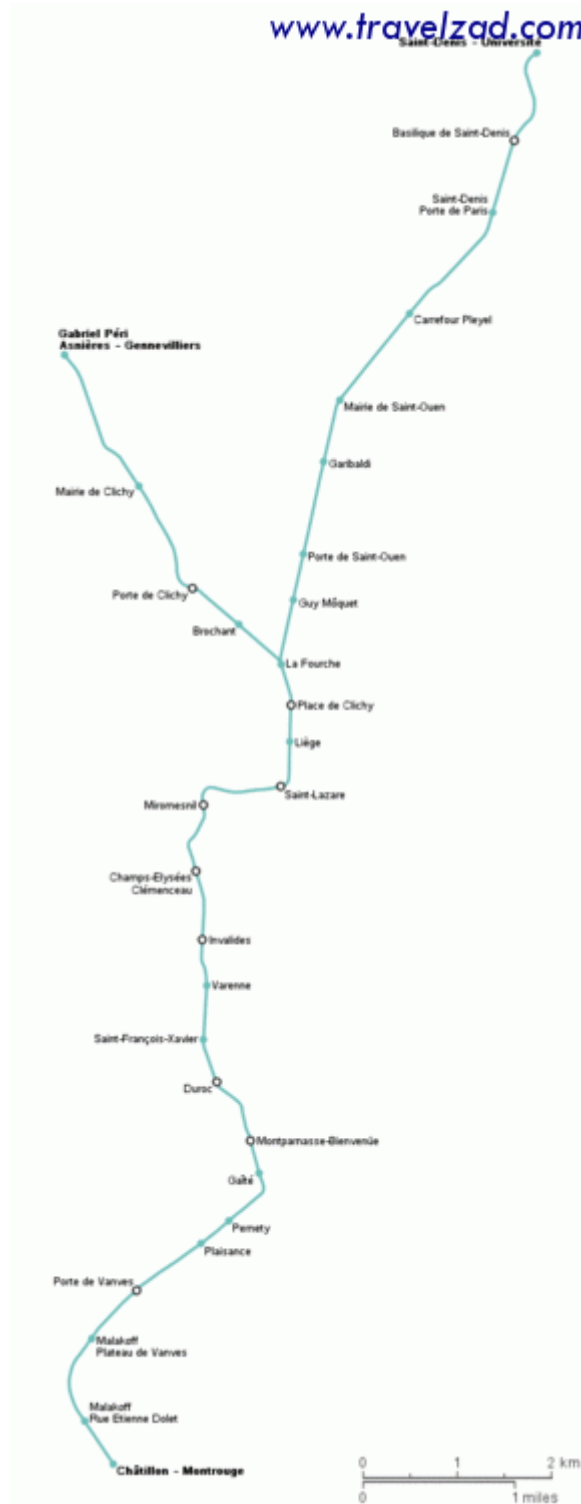 www.travelzad.com
Saint-Denis - Université
Basilique de Saint-Denis
Saint-Denis
Porte de Paris
Carrefour Pleyel
Gabriel Péri
Asnières - Gennevilliers
Mairie de Saint-Ouen
Garibaldi
Mairie de Clichy
Porte de Saint-Ouen
Porte de Clichy
Guy Môquet
Brochant
La Fourche
Place de Clichy
Liège
Saint-Lazare
Miromesnil
Champs-Elysées
Clémenceau
Invalides
Varenne
Saint-François-Xavier
Duroc
Montparnasse-Bienvenüe
Gaîté
Pernety
Plaisance
Porte de Vanves
Malakoff
Plateau de Vanves
Malakoff
Rue Etienne Dolet
Châtillon - Montrouge
0 1 2 km
0 1 miles